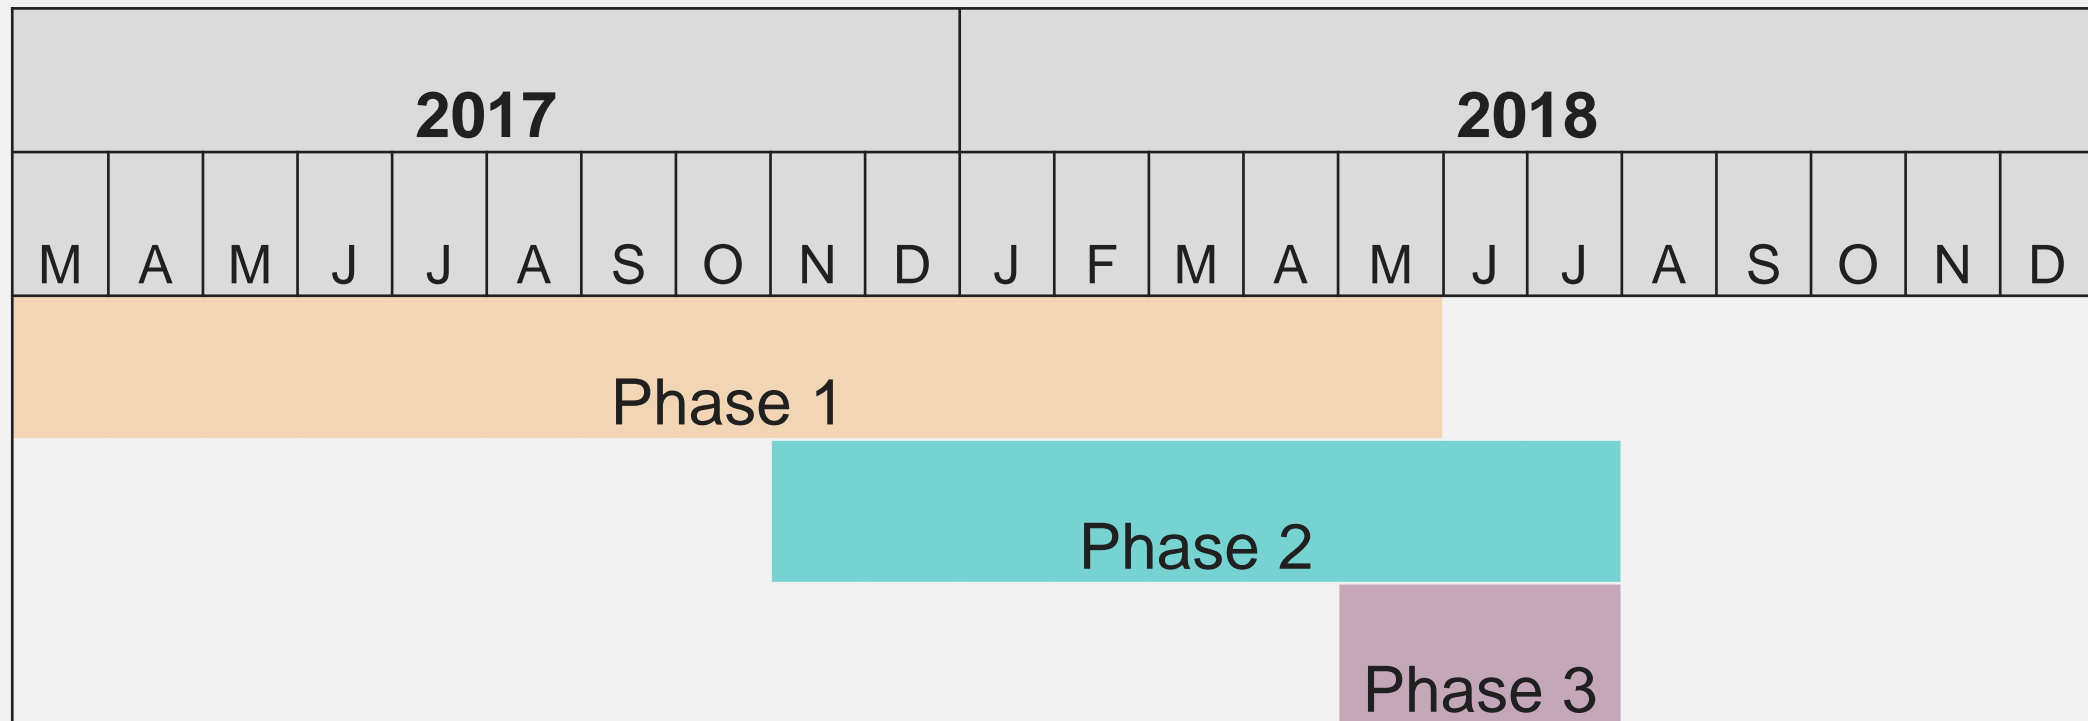 2017 2018
M A M J J A S O N D J F M A M J J A S O N D
Phase 1
Phase 2
Phase 3